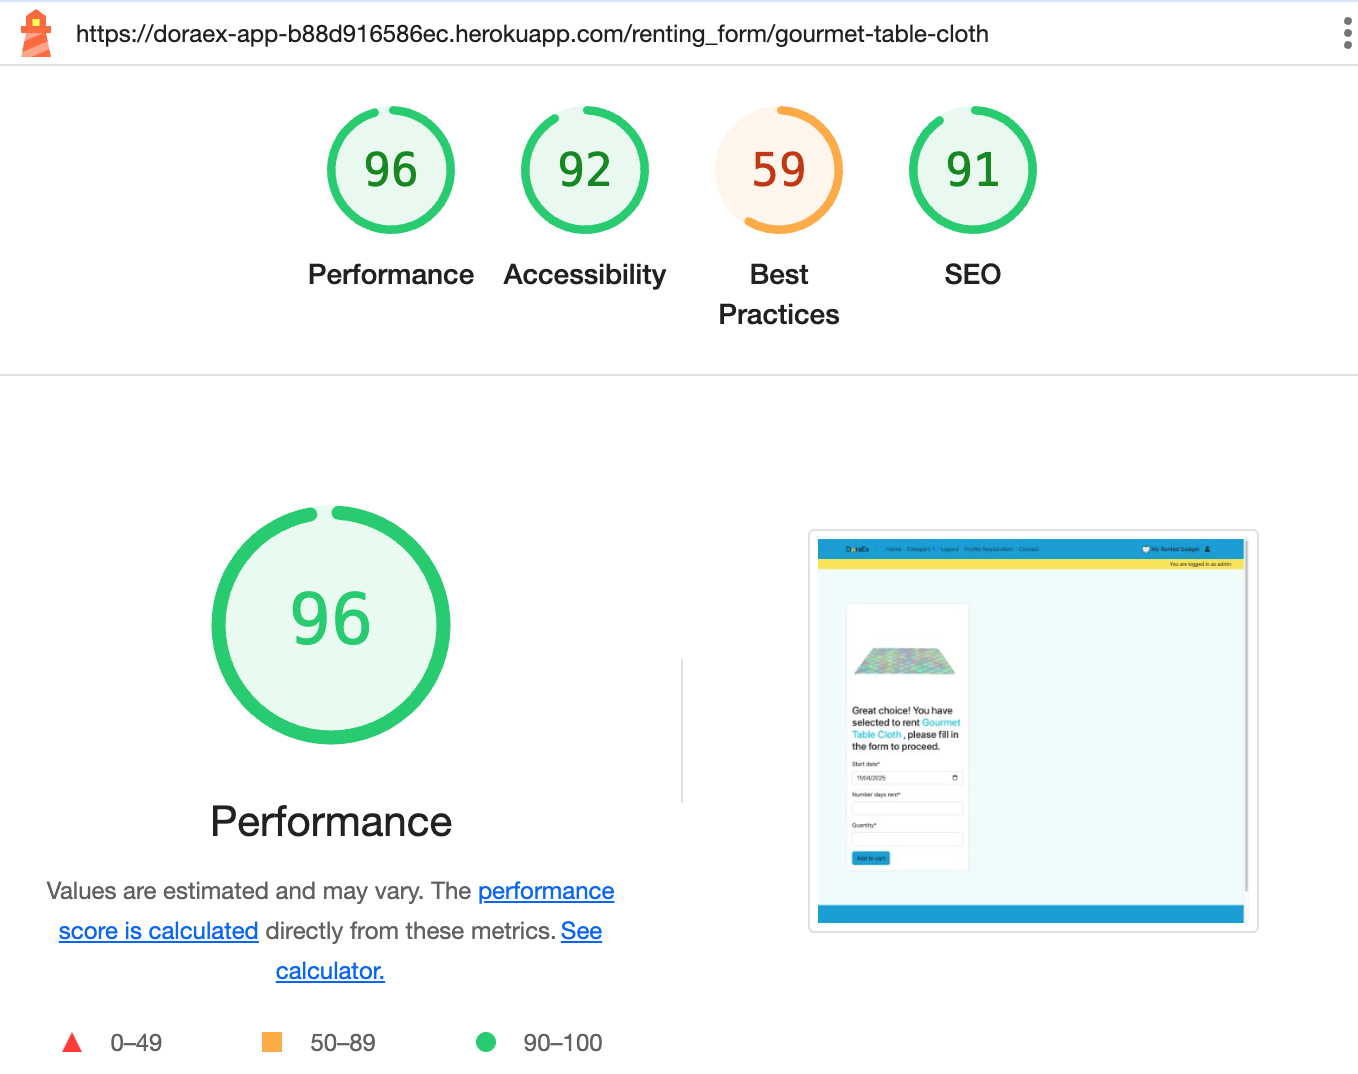 https://doraex-app-b88d916586ec.herokuapp.com/renting_form/gourmet-table-cloth
96
92
59
91
Performance
Accessibility
Best
Practices
SEO
96
Performance
Values are estimated and may vary. The performance
score is calculated directly from these metrics. See
calculator.
0–49
50–89
90–100
DoraEx
Home Category Logout Profile Registration Contact
My Rented Gadget
You are logged in as admin
Great choice! You have
selected to rent Gourmet
Table Cloth , please fill in
the form to proceed.
Start date*
11/04/2025
Number days rent*
Quantity*
Add to cart